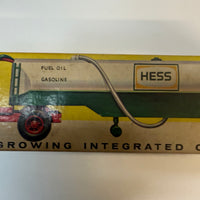 FUEL OIL
GASOLINE
HESS
GROWING INTEGRATED